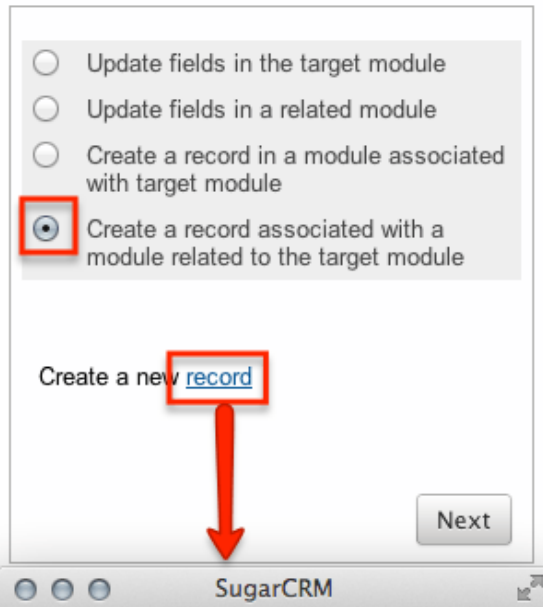 Update fields in the target module
Update fields in a related module
Create a record in a module associated
with target module
Create a record associated with a
module related to the target module
Create a new record
Next
SugarCRM